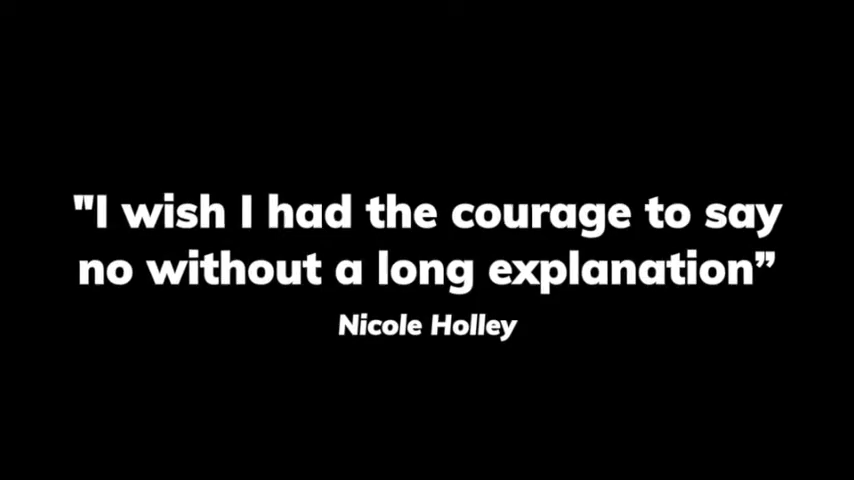 "I wish I had the courage to say
no without a long explanation”
Nicole Holley